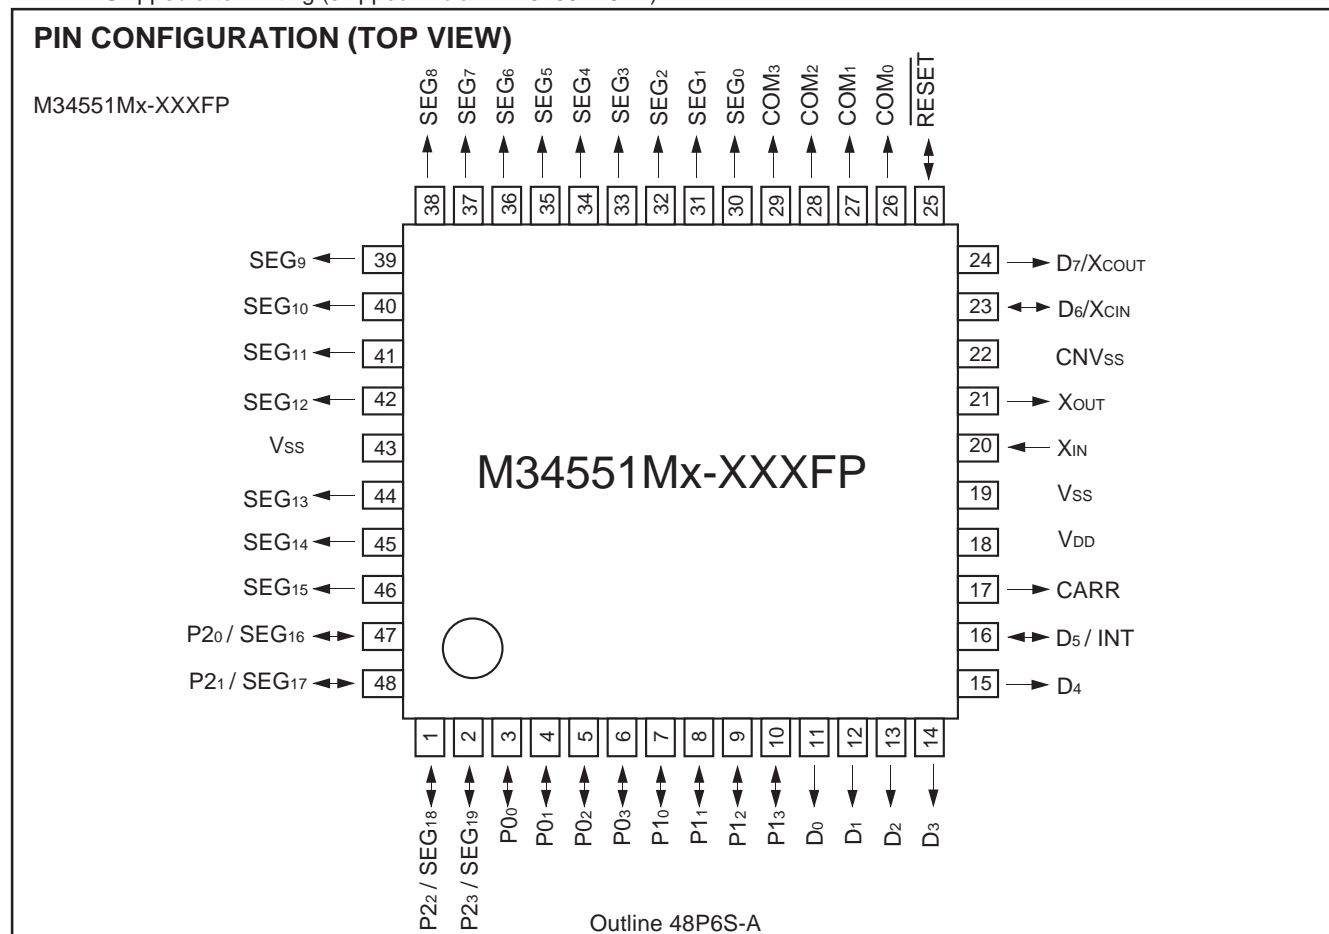 PIN CONFIGURATION (TOP VIEW)
M34551Mx-XXXFP
SEG8
SEG7
SEG6
SEG5
SEG4
SEG3
SEG2
SEG1
SEG0
COM3
COM2
COM1
COM0
RESET
38
37
36
35
34
33
32
31
30
29
28
27
26
25
SEG9 39
SEG10 40
SEG11 41
SEG12 42
VSS 43
SEG13 44
SEG14 45
SEG15 46
P20 / SEG16 47
P21 / SEG17 48
M34551Mx-XXXFP
24 D7/XCOUT
23 D6/XCIN
22 CNVSS
21 XOUT
20 XIN
19 VSS
18 VDD
17 CARR
16 D5 / INT
15 D4
1
2
3
4
5
6
7
8
9
10
11
12
13
14
P22 / SEG18
P23 / SEG19
P00
P01
P02
P03
P10
P11
P12
P13
D0
D1
D2
D3
Outline 48P6S-A